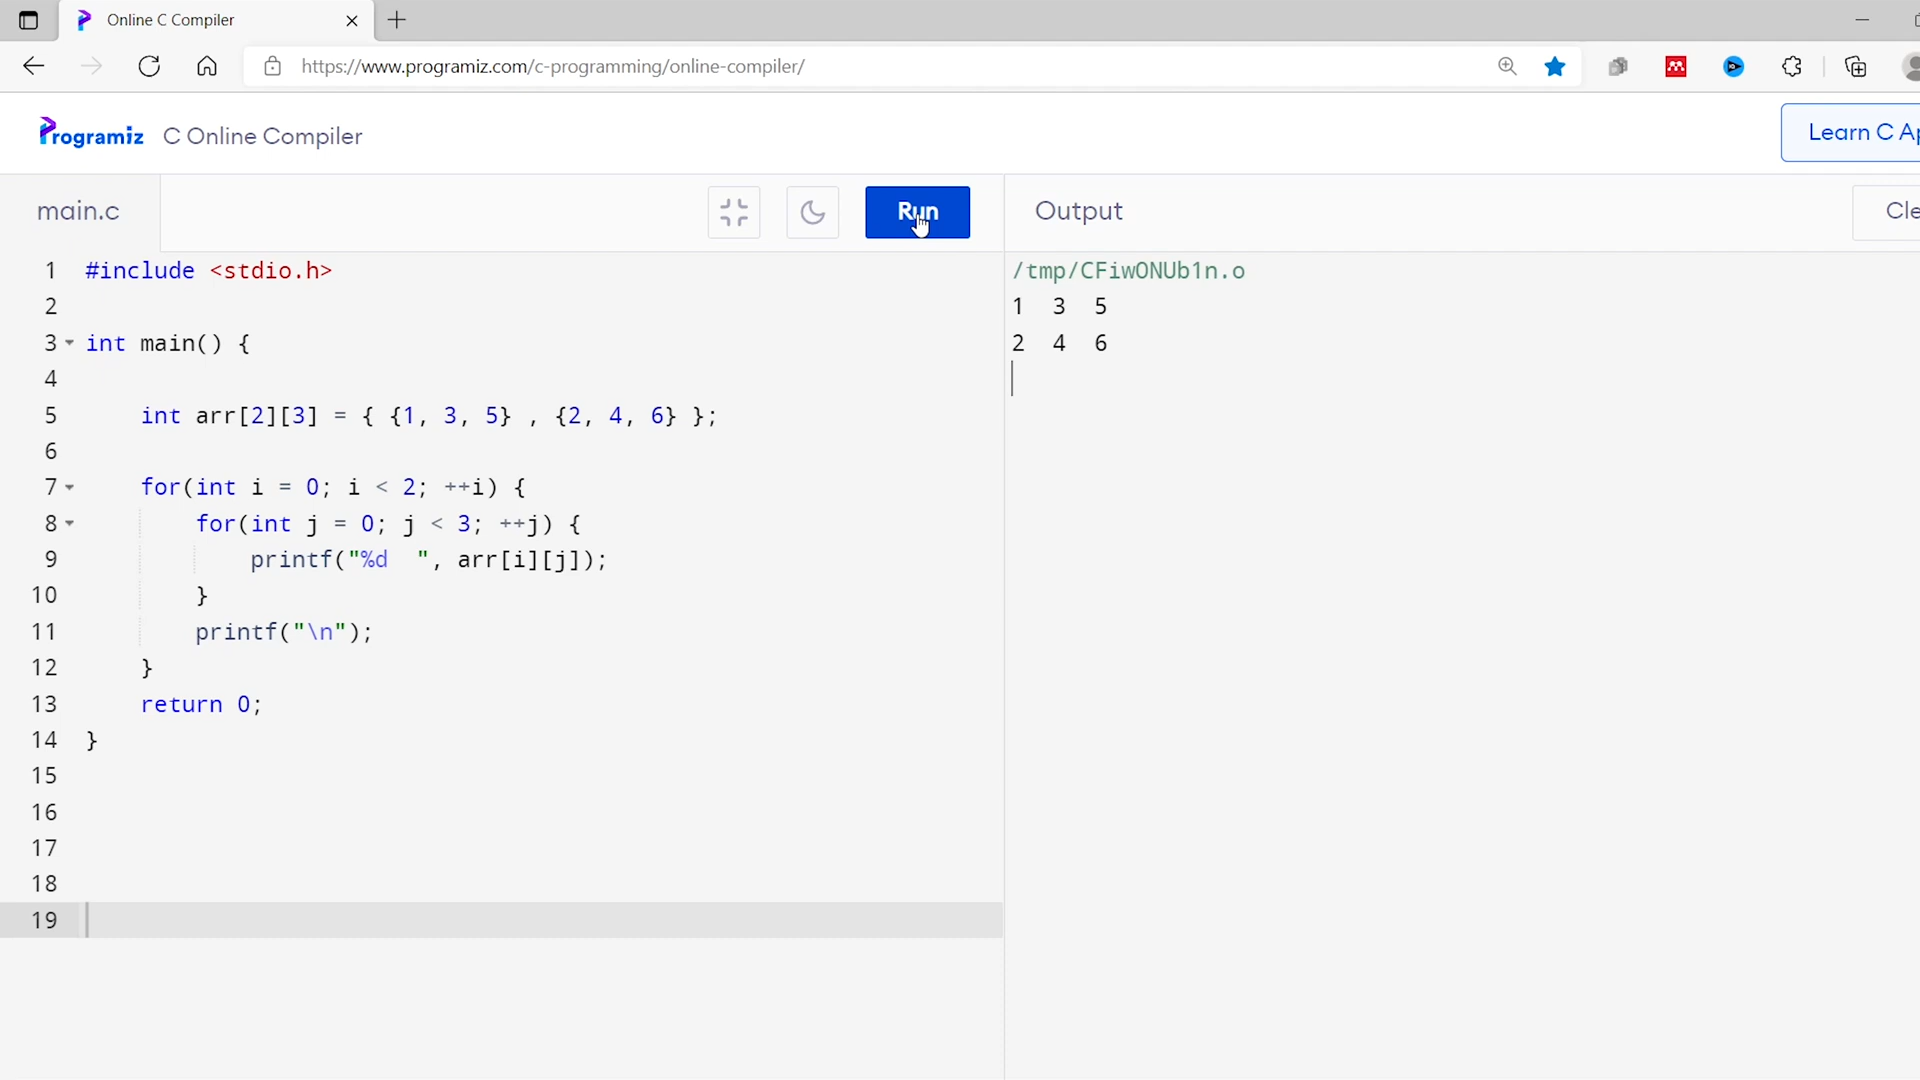 Online C Compiler
https://www.programiz.com/c-programming/online-compiler/
Programiz C Online Compiler
Learn C Ap
main.c
Run
Output
Cle
1 #include <stdio.h>
2
3 int main() {
4
5     int arr[2][3] = { {1, 3, 5} , {2, 4, 6} };
6
7     for(int i = 0; i < 2; ++i) {
8         for(int j = 0; j < 3; ++j) {
9             printf("%d  ", arr[i][j]);
10         }
11         printf("\n");
12     }
13     return 0;
14 }
15
16
17
18
19
/tmp/CFiwONUb1n.o
1  3  5
2  4  6